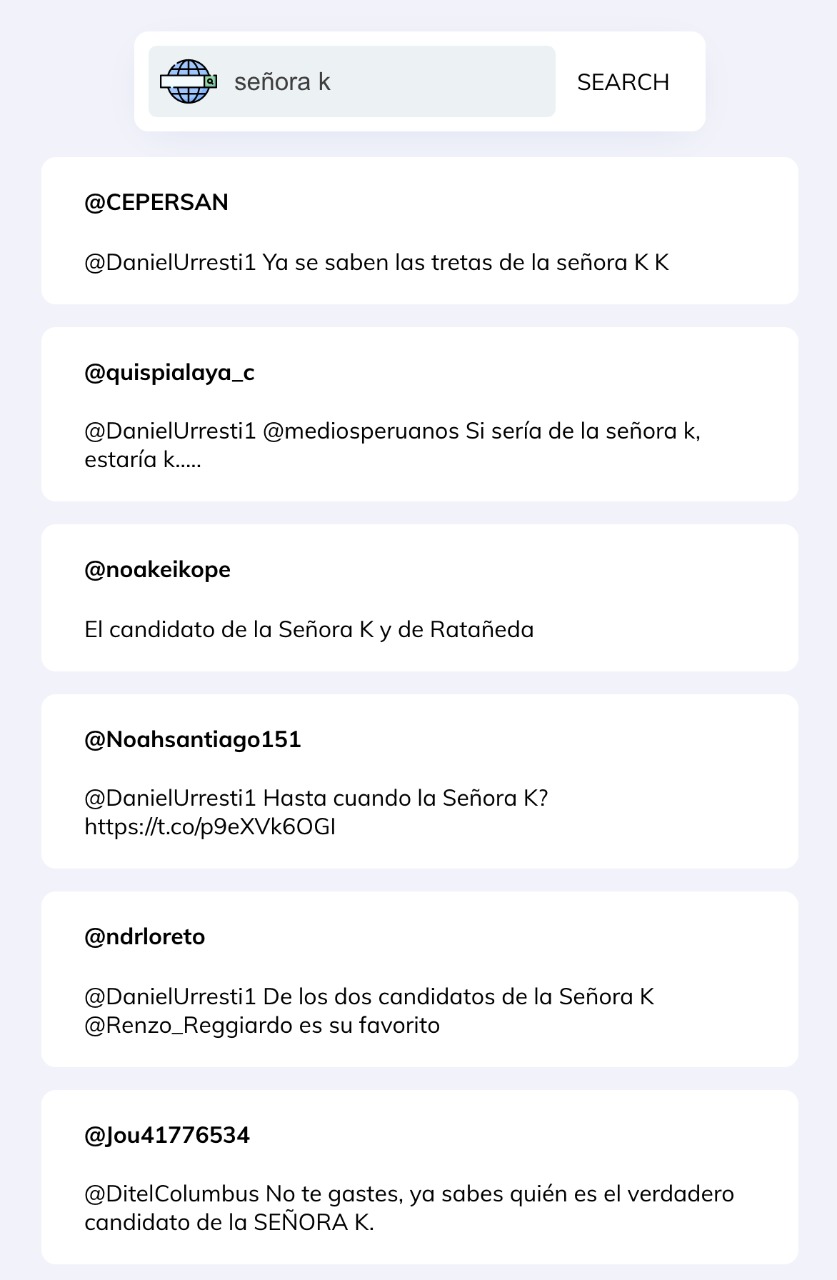 señora k
SEARCH
@CEPERSAN
@DanielUrresti1 Ya se saben las tretas de la señora K K
@quispialaya_c
@DanielUrresti1 @mediosperuanos Si sería de la señora k,
estaría k.....
@noakeikope
El candidato de la Señora K y de Ratañeda
@Noahsantiago151
@DanielUrresti1 Hasta cuando la Señora K?
https://t.co/p9eXVk6OGI
@ndrloreto
@DanielUrresti1 De los dos candidatos de la Señora K
@Renzo_Reggiardo es su favorito
@Jou41776534
@DitelColumbus No te gastes, ya sabes quién es el verdadero
candidato de la SEÑORA K.